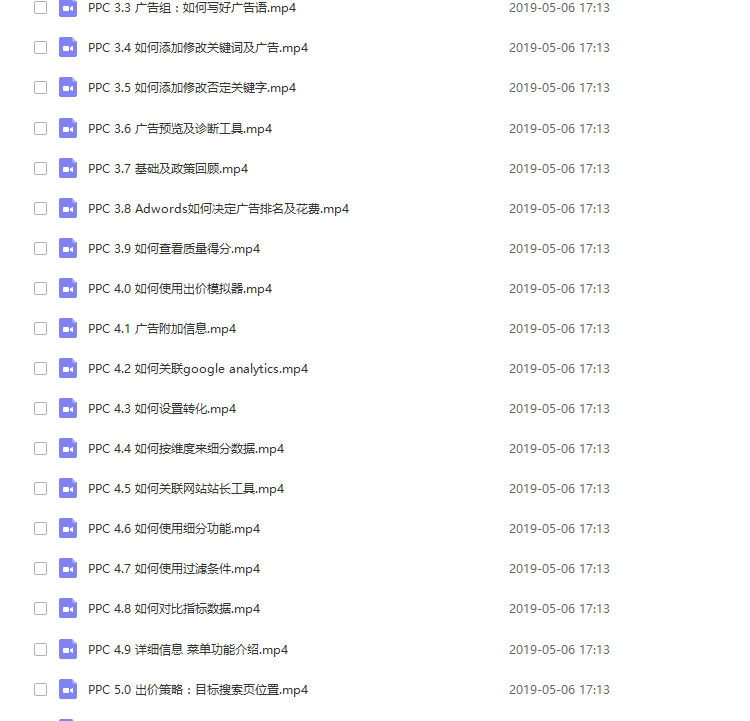 PPC 3.3 广告组：如何写好广告语.mp4 2019-05-06 17:13
PPC 3.4 如何添加修改关键词及广告.mp4 2019-05-06 17:13
PPC 3.5 如何添加修改否定关键字.mp4 2019-05-06 17:13
PPC 3.6 广告预览及诊断工具.mp4 2019-05-06 17:13
PPC 3.7 基础及政策回顾.mp4 2019-05-06 17:13
PPC 3.8 Adwords如何决定广告排名及花费.mp4 2019-05-06 17:13
PPC 3.9 如何查看质量得分.mp4 2019-05-06 17:13
PPC 4.0 如何使用出价模拟器.mp4 2019-05-06 17:13
PPC 4.1 广告附加信息.mp4 2019-05-06 17:13
PPC 4.2 如何关联google analytics.mp4 2019-05-06 17:13
PPC 4.3 如何设置转化.mp4 2019-05-06 17:13
PPC 4.4 如何按维度来细分数据.mp4 2019-05-06 17:13
PPC 4.5 如何关联网站站长工具.mp4 2019-05-06 17:13
PPC 4.6 如何使用细分功能.mp4 2019-05-06 17:13
PPC 4.7 如何使用过滤条件.mp4 2019-05-06 17:13
PPC 4.8 如何对比指标数据.mp4 2019-05-06 17:13
PPC 4.9 详细信息 菜单功能介绍.mp4 2019-05-06 17:13
PPC 5.0 出价策略：目标搜索页位置.mp4 2019-05-06 17:13